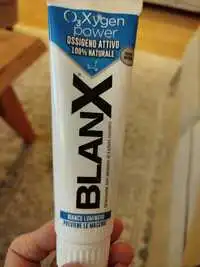 O₃Xygen
power
OSSIGENO ATTIVO
100% NATURALE
BLANX
BIANCO LUMINOSO
PREVIENE LE MACCHIE